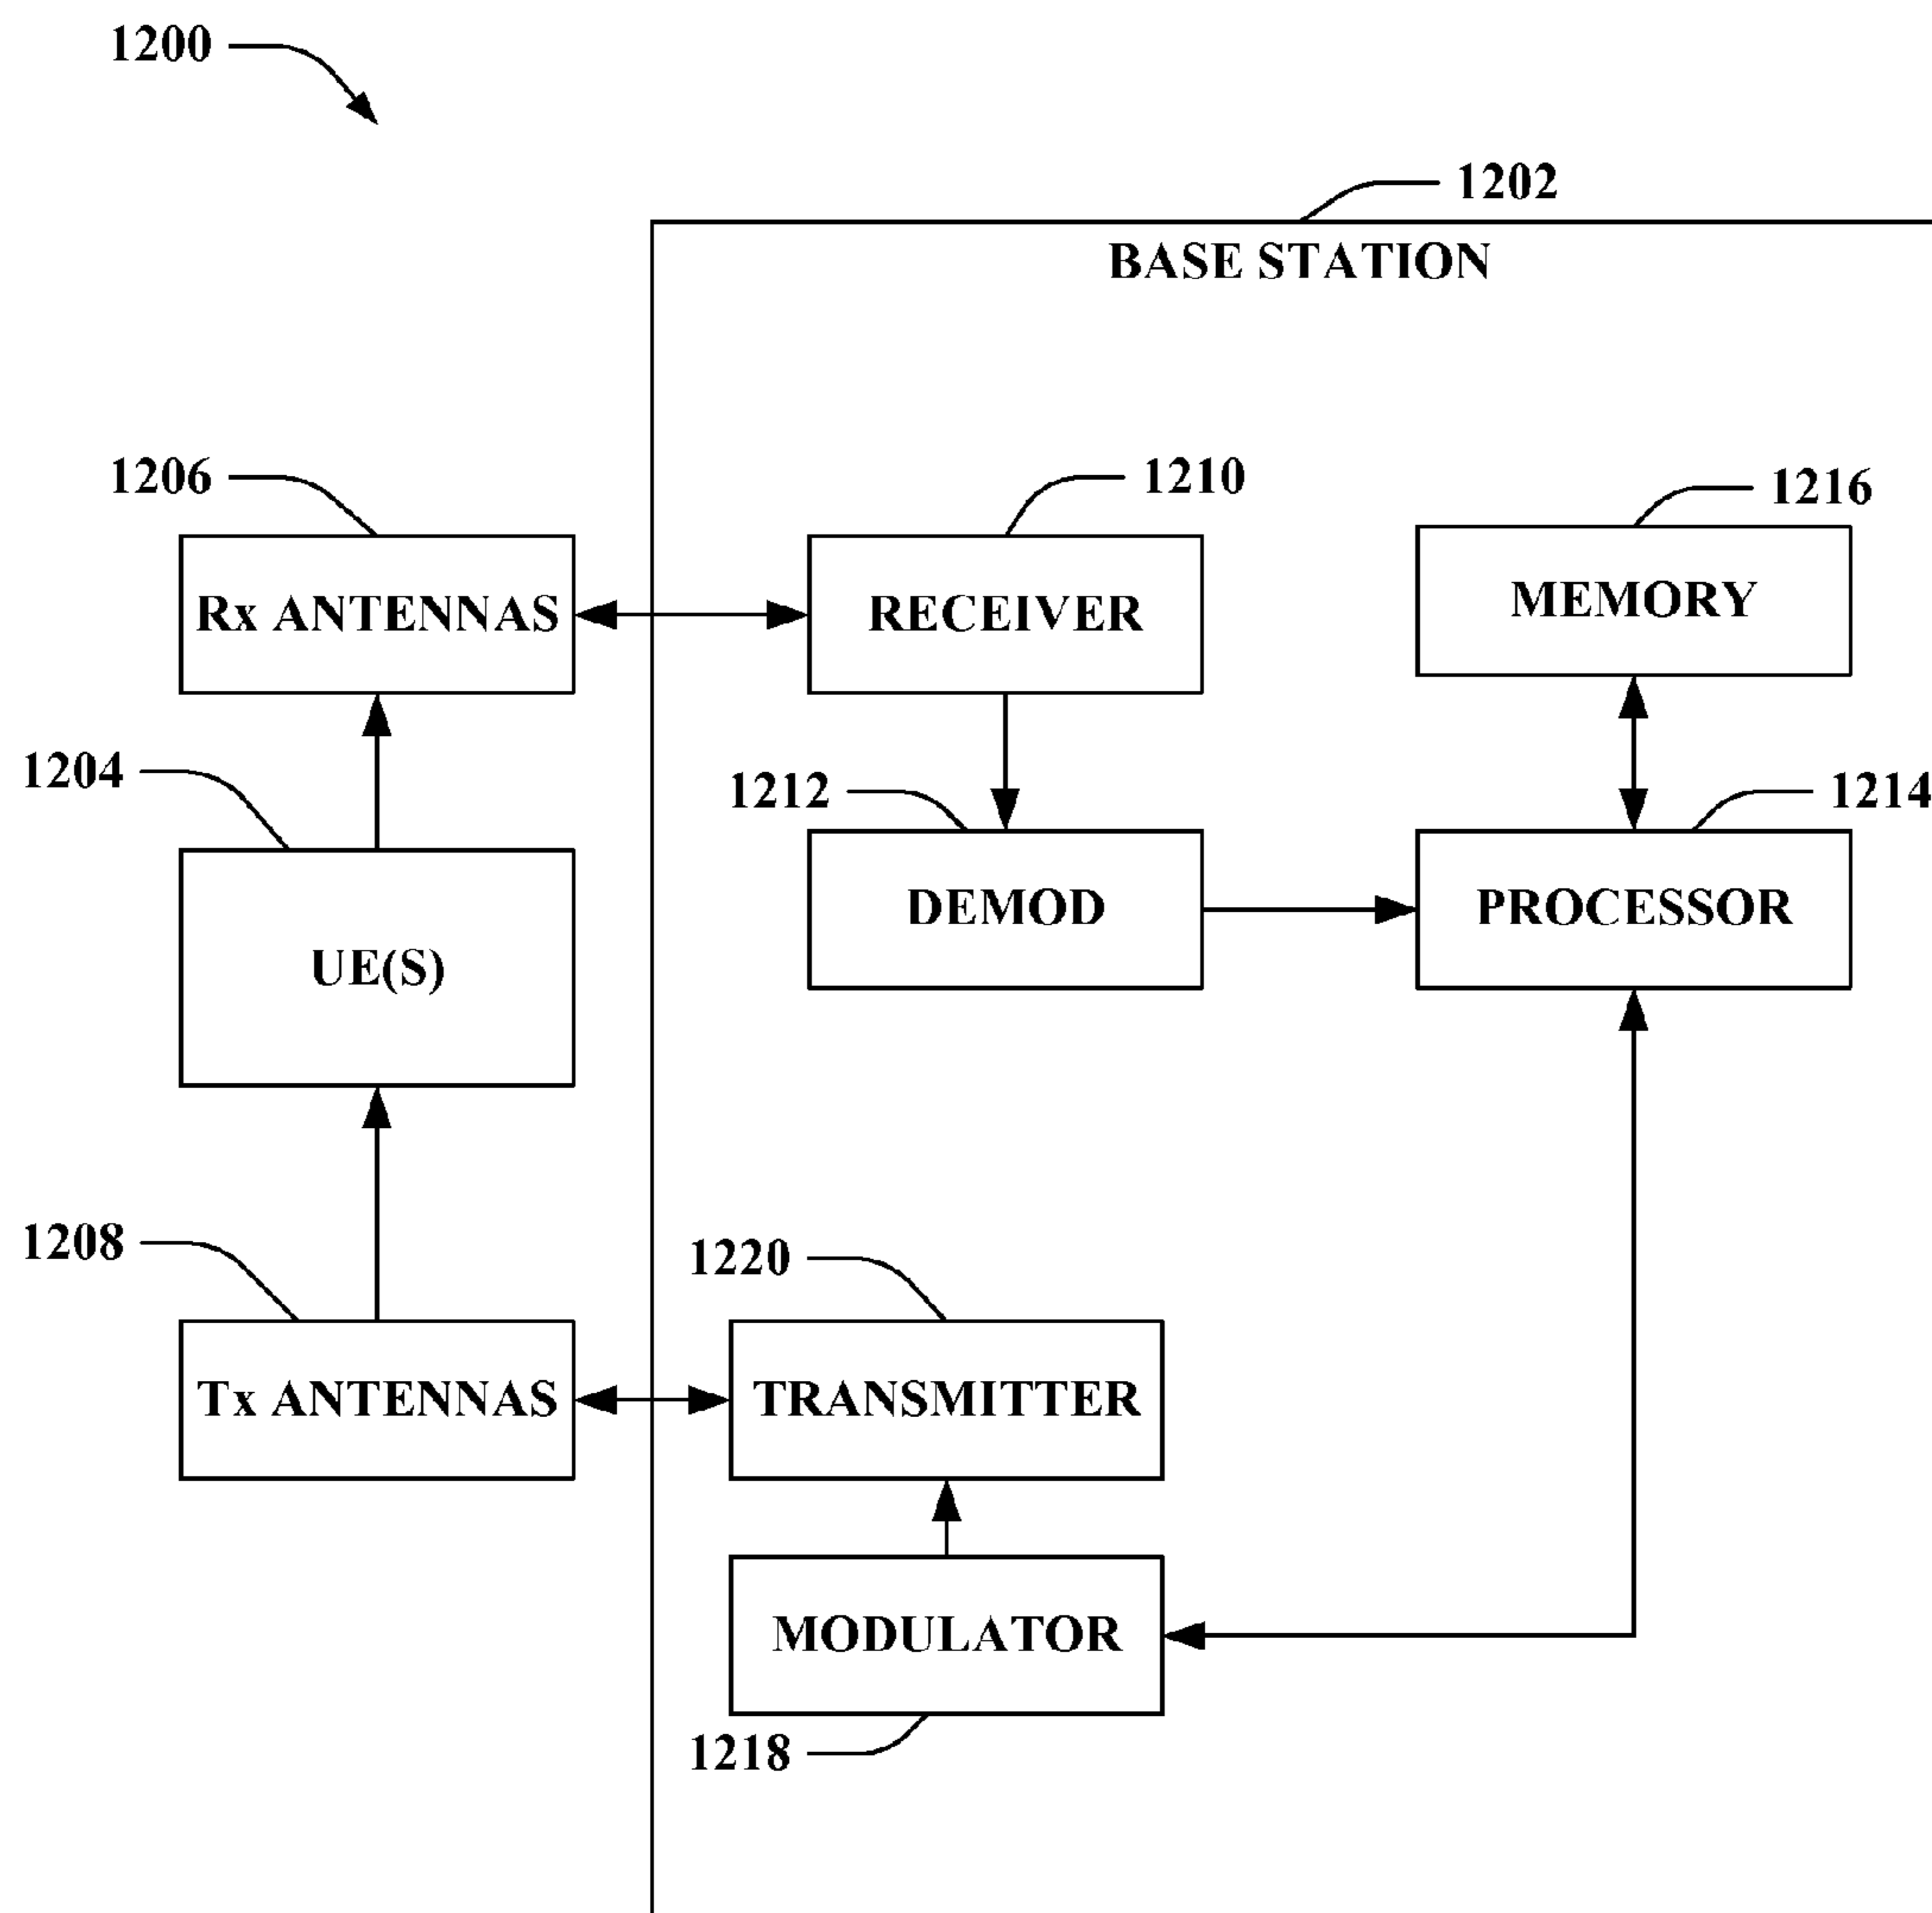 1200
1202
BASE STATION
1206
1210
1216
Rx ANTENNAS
RECEIVER
MEMORY
1204
1212
1214
UE(S)
DEMOD
PROCESSOR
1208
1220
Tx ANTENNAS
TRANSMITTER
MODULATOR
1218